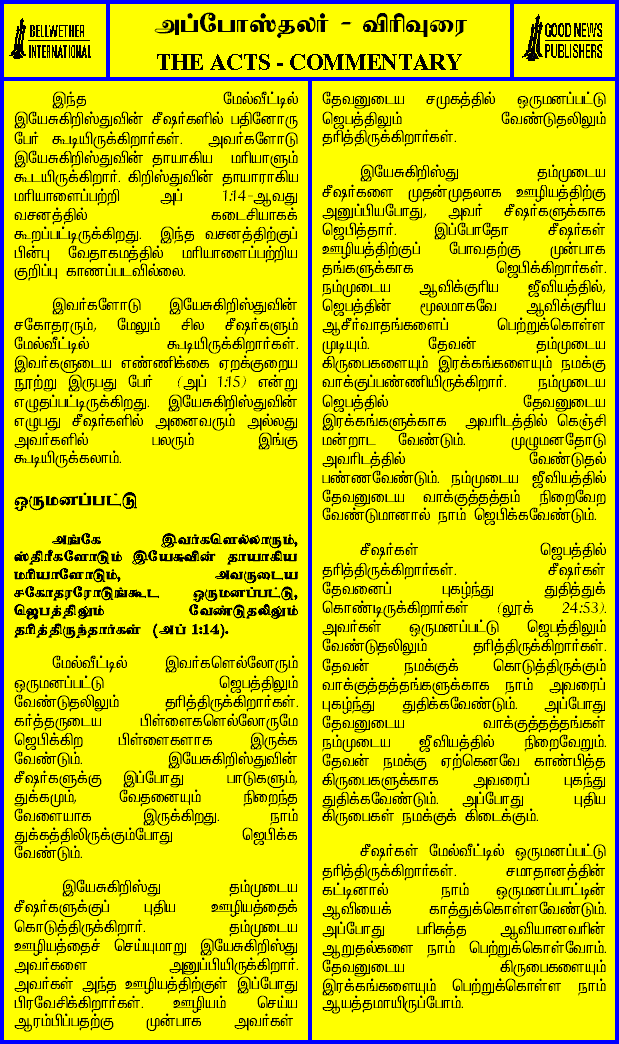 BELLWETHER
INTERNATIONAL
அப்போஸ்தலர் - விரிவுரை
THE ACTS - COMMENTARY
GOOD NEWS
PUBLISHERS
இந்த மேல்வீட்டில்
இயேசுகிறிஸ்துவின் சீஷர்களில் பதினோரு
பேர் கூடியிருக்கிறார்கள். அவர்களோடு
இயேசுகிறிஸ்துவின் தாயாகிய மரியாளும்
கூடயிருக்கிறார். கிறிஸ்துவின் தாயாராகிய
மரியாளைப்பற்றி அப் 1:14-ஆவது
வசனத்தில் கடைசியாகக்
கூறப்பட்டிருக்கிறது. இந்த வசனத்திற்குப்
பின்பு வேதாகமத்தில் மரியாளைப்பற்றிய
குறிப்பு காணப்படவில்லை.
இவர்களோடு இயேசுகிறிஸ்துவின்
சகோதரரும், மேலும் சில சீஷர்களும்
மேல்வீட்டில் கூடியிருக்கிறார்கள்.
இவர்களுடைய எண்ணிக்கை ஏறக்குறைய
நூற்று இருபது பேர் (அப் 1:15) என்று
எழுதப்பட்டிருக்கிறது. இயேசுகிறிஸ்துவின்
எழுபது சீஷர்களில் அனைவரும் அல்லது
அவர்களில் பலரும் இங்கு
கூடியிருக்கலாம்.
ஒருமனப்பட்டு
அங்கே இவர்களெல்லாரும்,
ஸ்திரீகளோடும் இயேசுவின் தாயாகிய
மரியாளோடும், அவருடைய
சகோதரரோடுங்கூட ஒருமனப்பட்டு,
ஜெபத்திலும் வேண்டுதலிலும்
தரித்திருந்தார்கள் (அப் 1:14).
மேல்வீட்டில் இவர்களெல்லோரும்
ஒருமனப்பட்டு ஜெபத்திலும்
வேண்டுதலிலும் தரித்திருக்கிறார்கள்.
கர்த்தருடைய பிள்ளைகளெல்லோருமே
ஜெபிக்கிற பிள்ளைகளாக இருக்க
வேண்டும். இயேசுகிறிஸ்துவின்
சீஷர்களுக்கு இப்போது பாடுகளும்,
துக்கமும், வேதனையும் நிறைந்த
வேளையாக இருக்கிறது. நாம்
துக்கத்திலிருக்கும்போது ஜெபிக்க
வேண்டும்.
இயேசுகிறிஸ்து தம்முடைய
சீஷர்களுக்குப் புதிய ஊழியத்தைக்
கொடுத்திருக்கிறார். தம்முடைய
ஊழியத்தைச் செய்யுமாறு இயேசுகிறிஸ்து
அவர்களை அனுப்பியிருக்கிறார்.
அவர்கள் அந்த ஊழியத்திற்குள் இப்போது
பிரவேசிக்கிறார்கள். ஊழியம் செய்ய
ஆரம்பிப்பதற்கு முன்பாக அவர்கள்
தேவனுடைய சமுகத்தில் ஒருமனப்பட்டு
ஜெபத்திலும் வேண்டுதலிலும்
தரித்திருக்கிறார்கள்.
இயேசுகிறிஸ்து தம்முடைய
சீஷர்களை முதன்முதலாக ஊழியத்திற்கு
அனுப்பியபோது, அவர் சீஷர்களுக்காக
ஜெபித்தார். இப்போதோ சீஷர்கள்
ஊழியத்திற்குப் போவதற்கு முன்பாக
தங்களுக்காக ஜெபிக்கிறார்கள்.
நம்முடைய ஆவிக்குரிய ஜீவியத்தில்,
ஜெபத்தின் மூலமாகவே ஆவிக்குரிய
ஆசீர்வாதங்களைப் பெற்றுக்கொள்ள
முடியும். தேவன் தம்முடைய
கிருபைகளையும் இரக்கங்களையும் நமக்கு
வாக்குப்பண்ணியிருக்கிறார். நம்முடைய
ஜெபத்தில் தேவனுடைய
இரக்கங்களுக்காக அவரிடத்தில் கெஞ்சி
மன்றாட வேண்டும். முழுமனதோடு
அவரிடத்தில் வேண்டுதல்
பண்ணவேண்டும். நம்முடைய ஜீவியத்தில்
தேவனுடைய வாக்குத்தத்தம் நிறைவேற
வேண்டுமானால் நாம் ஜெபிக்கவேண்டும்.
சீஷர்கள் ஜெபத்தில்
தரித்திருக்கிறார்கள். சீஷர்கள்
தேவனைப் புகழ்ந்து துதித்துக்
கொண்டிருக்கிறார்கள் (லூக் 24:53).
அவர்கள் ஒருமனப்பட்டு ஜெபத்திலும்
வேண்டுதலிலும் தரித்திருக்கிறார்கள்.
தேவன் நமக்குக் கொடுத்திருக்கும்
வாக்குத்தத்தங்களுக்காக நாம் அவரைப்
புகழ்ந்து துதிக்கவேண்டும். அப்போது
தேவனுடைய வாக்குத்தத்தங்கள்
நம்முடைய ஜீவியத்தில் நிறைவேறும்.
தேவன் நமக்கு ஏற்கெனவே காண்பித்த
கிருபைகளுக்காக அவரைப் புகந்து
துதிக்கவேண்டும். அப்போது புதிய
கிருபைகள் நமக்குக் கிடைக்கும்.
சீஷர்கள் மேல்வீட்டில் ஒருமனப்பட்டு
தரித்திருக்கிறார்கள். சமாதானத்தின்
கட்டினால் நாம் ஒருமனப்பாட்டின்
ஆவியைக் காத்துக்கொள்ளவேண்டும்.
அப்போது பரிசுத்த ஆவியானவரின்
ஆறுதல்களை நாம் பெற்றுக்கொள்வோம்.
தேவனுடைய கிருபைகளையும்
இரக்கங்களையும் பெற்றுக்கொள்ள நாம்
ஆயத்தமாயிருப்போம்.